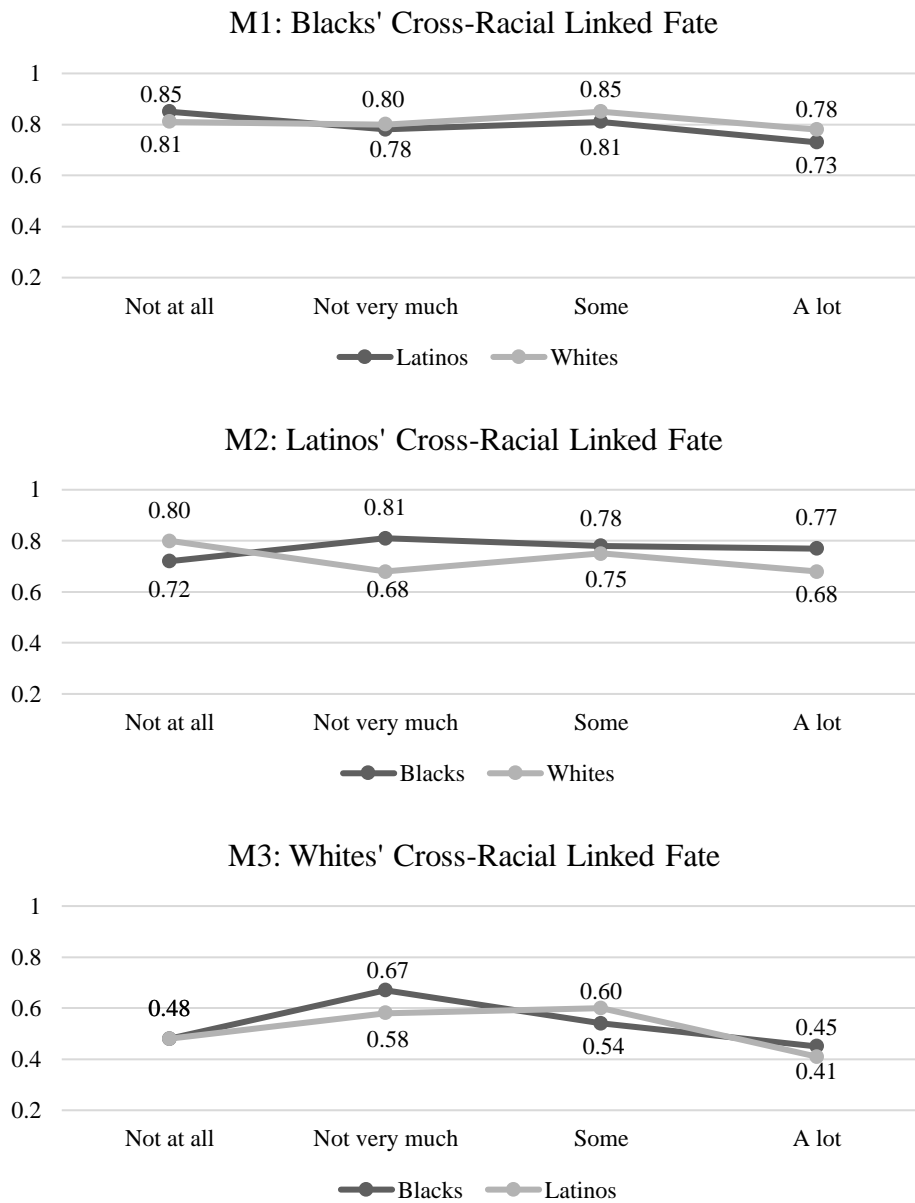 M1: Blacks' Cross-Racial Linked Fate
1
0.85 0.80 0.85 0.78
0.8
0.81 0.78 0.81 0.73
0.6
0.4
0.2
Not at all Not very much Some A lot
Latinos Whites
M2: Latinos' Cross-Racial Linked Fate
1
0.80 0.81 0.78 0.77
0.8
0.72 0.68 0.75 0.68
0.6
0.4
0.2
Not at all Not very much Some A lot
Blacks Whites
M3: Whites' Cross-Racial Linked Fate
1
0.8
0.67
0.48 0.60
0.6
0.45
0.58 0.54
0.4
0.41
0.2
Not at all Not very much Some A lot
Blacks Latinos